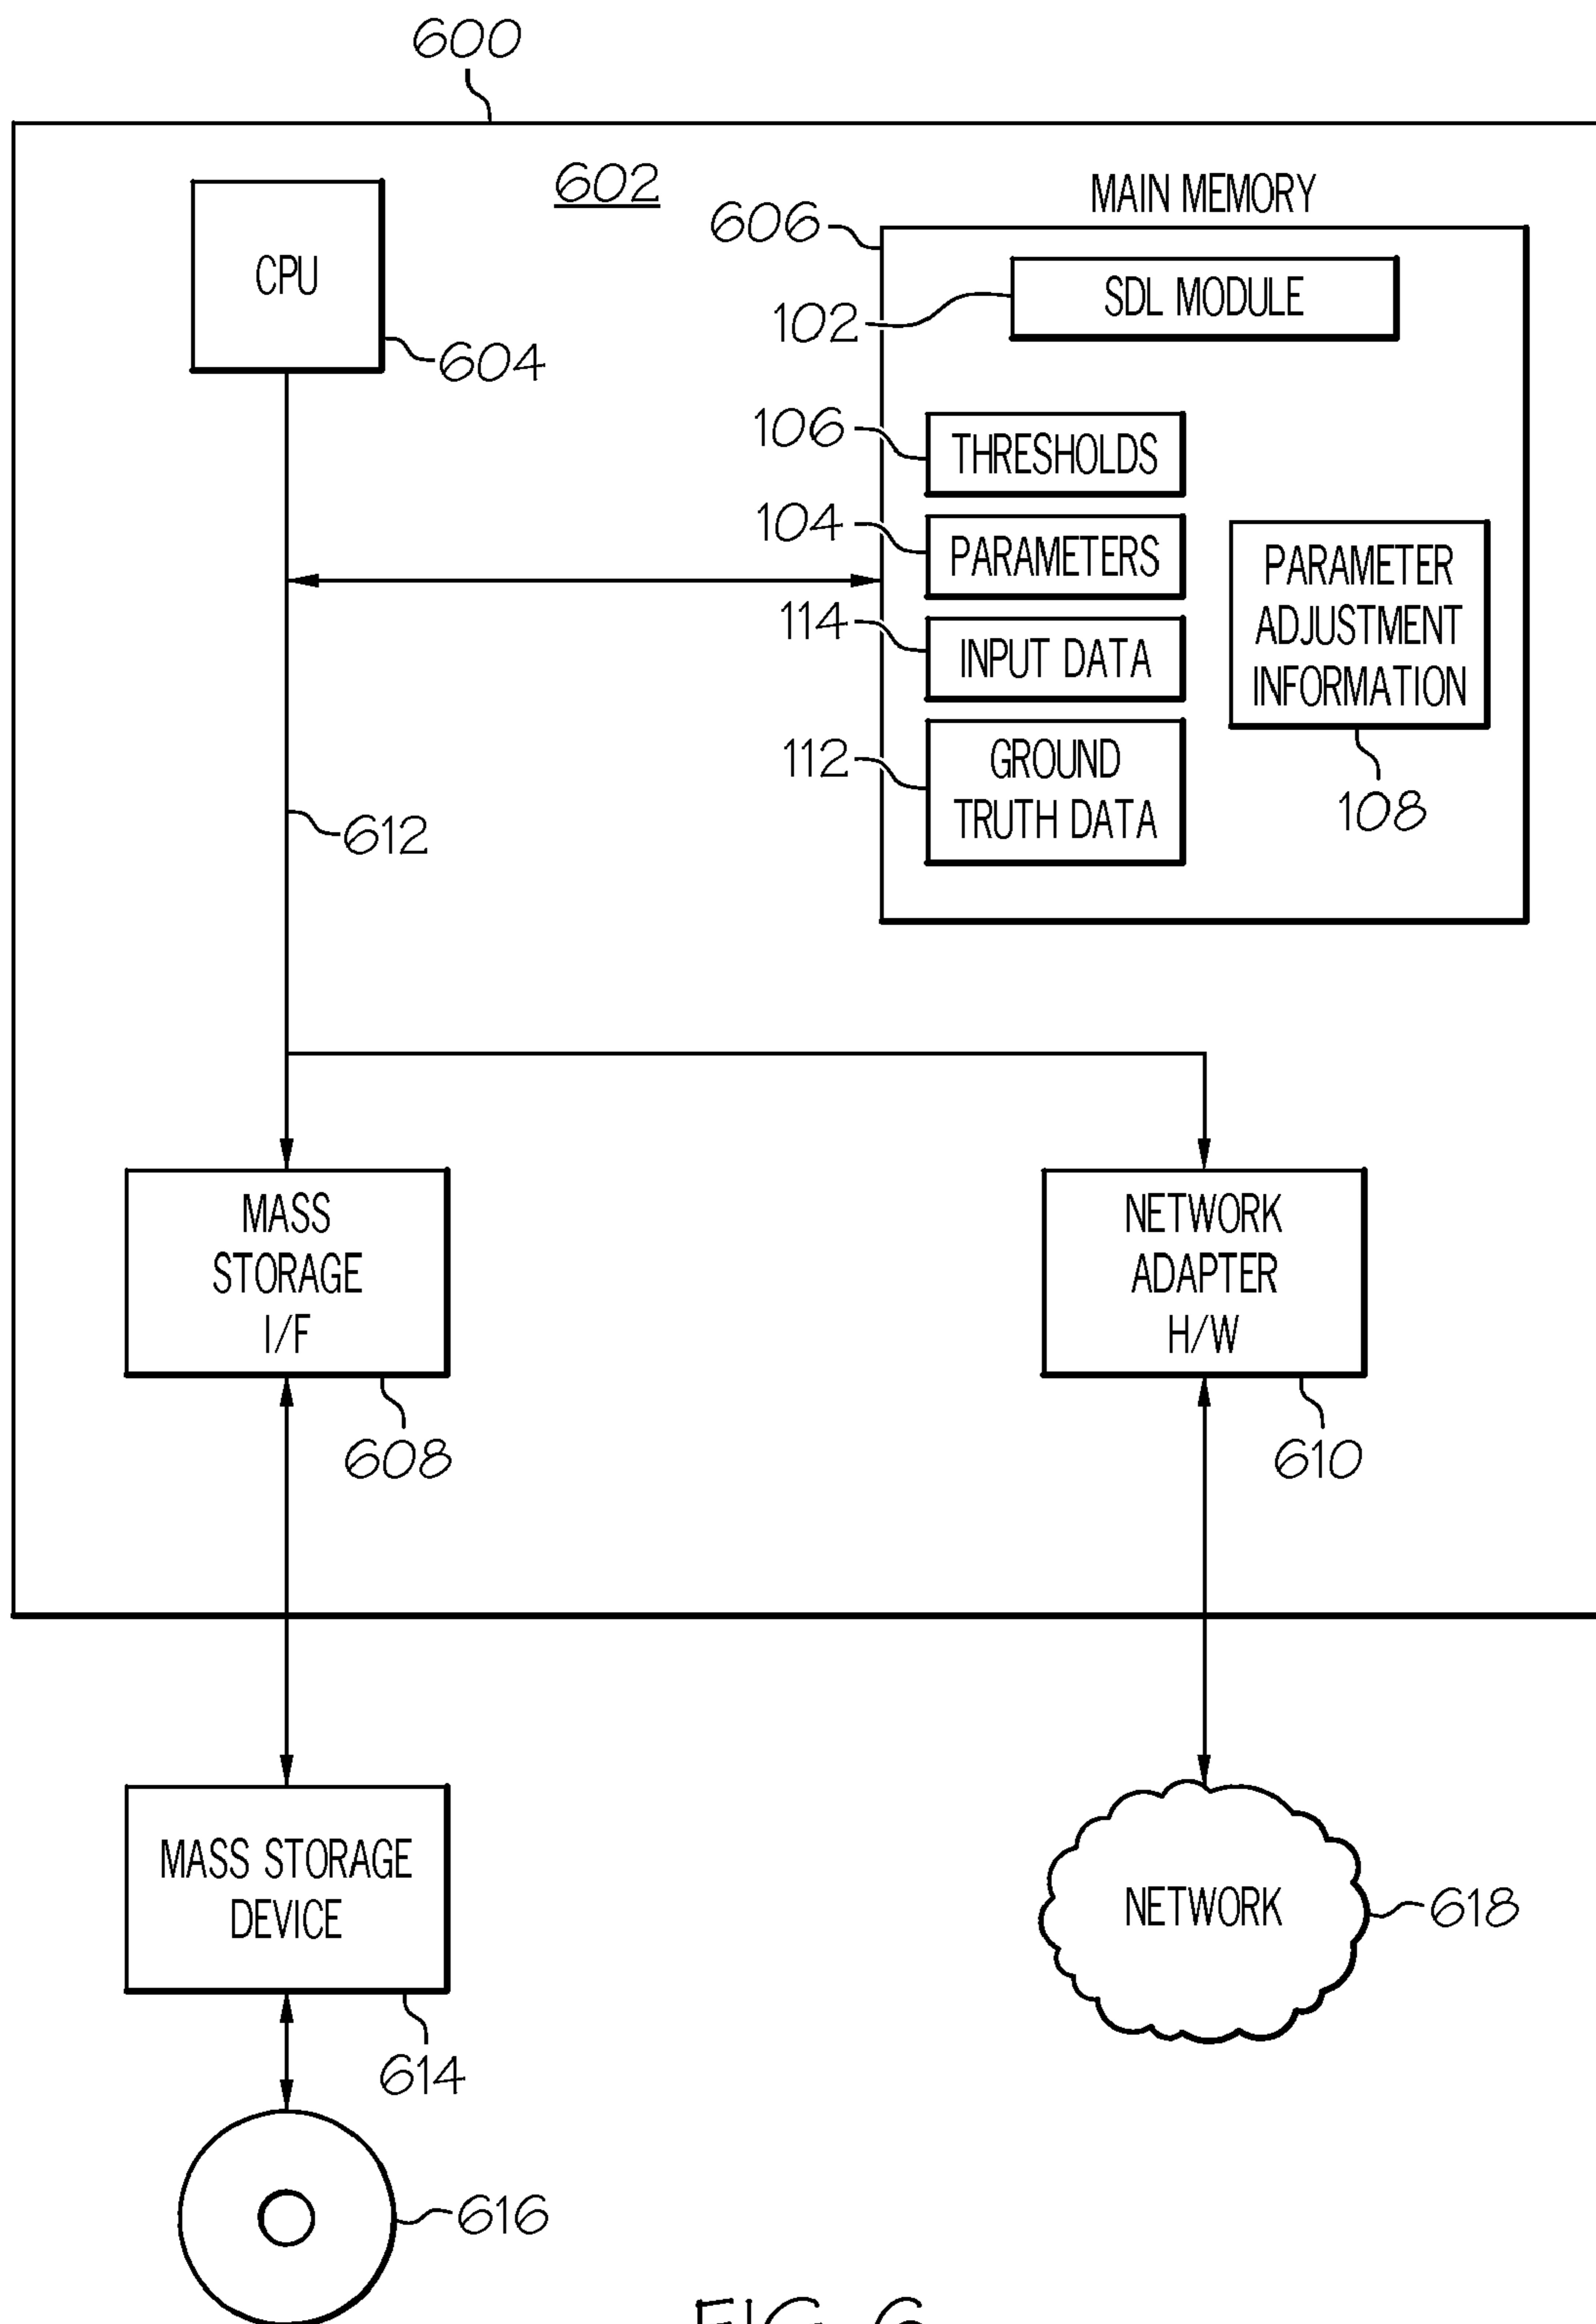 600
602
MAIN MEMORY
606
CPU
604
SDL MODULE
102
106
THRESHOLDS
104
PARAMETERS
114
INPUT DATA
112
GROUND
TRUTH DATA
PARAMETER
ADJUSTMENT
INFORMATION
108
612
MASS
STORAGE
I/F
608
NETWORK
ADAPTER
H/W
610
MASS STORAGE
DEVICE
614
NETWORK
618
616
FIG. 6